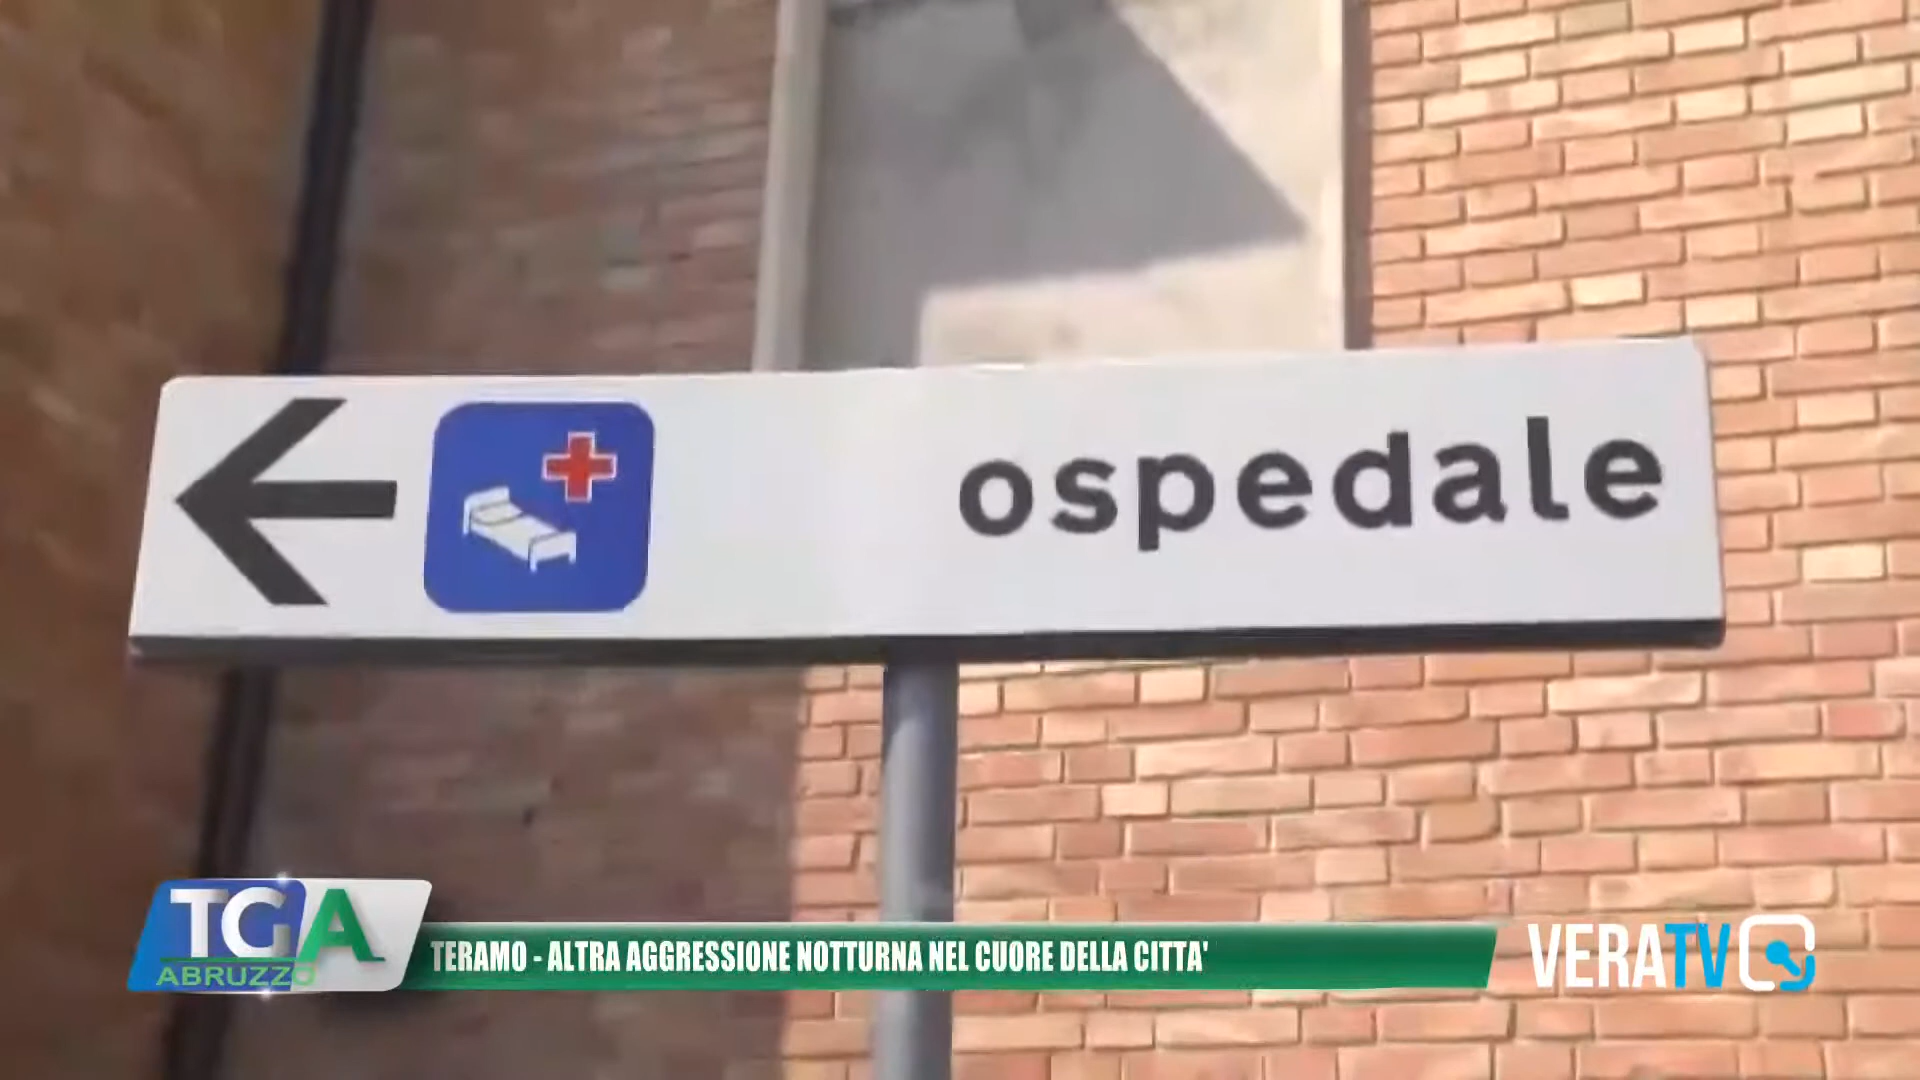 ospedale
TGA
ABRUZZO
TERAMO - ALTRA AGGRESSIONE NOTTURNA NEL CUORE DELLA CITTA'
VERATV